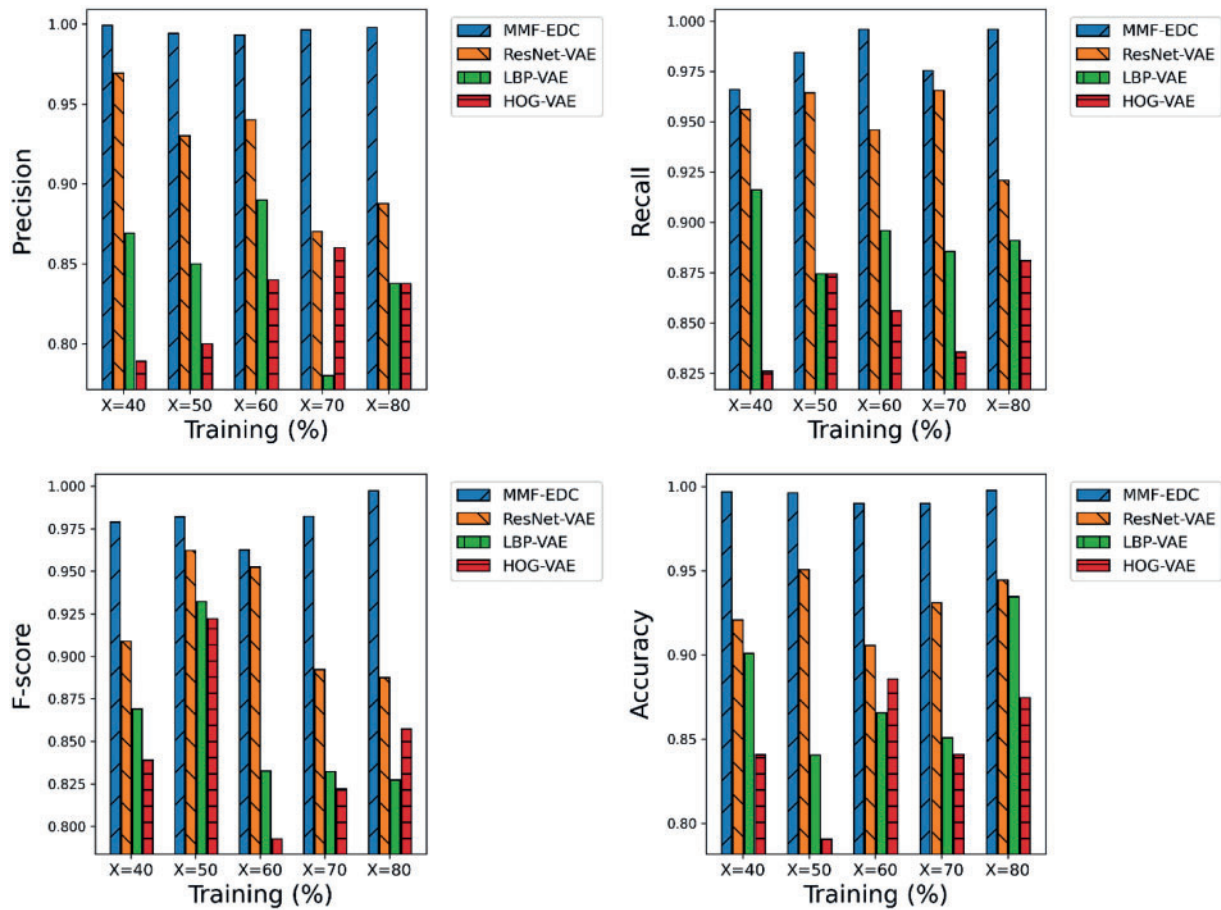 1.00
0.95
0.90
0.85
0.80
Precision
X=40 X=50 X=60 X=70 X=80
Training (%)
MMF-EDC
ResNet-VAE
LBP-VAE
HOG-VAE
1.000
0.975
0.950
0.925
0.900
0.875
0.850
0.825
Recall
X=40 X=50 X=60 X=70 X=80
Training (%)
MMF-EDC
ResNet-VAE
LBP-VAE
HOG-VAE
1.000
0.975
0.950
0.925
0.900
0.875
0.850
0.825
0.800
F-score
X=40 X=50 X=60 X=70 X=80
Training (%)
MMF-EDC
ResNet-VAE
LBP-VAE
HOG-VAE
1.00
0.95
0.90
0.85
0.80
Accuracy
X=40 X=50 X=60 X=70 X=80
Training (%)
MMF-EDC
ResNet-VAE
LBP-VAE
HOG-VAE